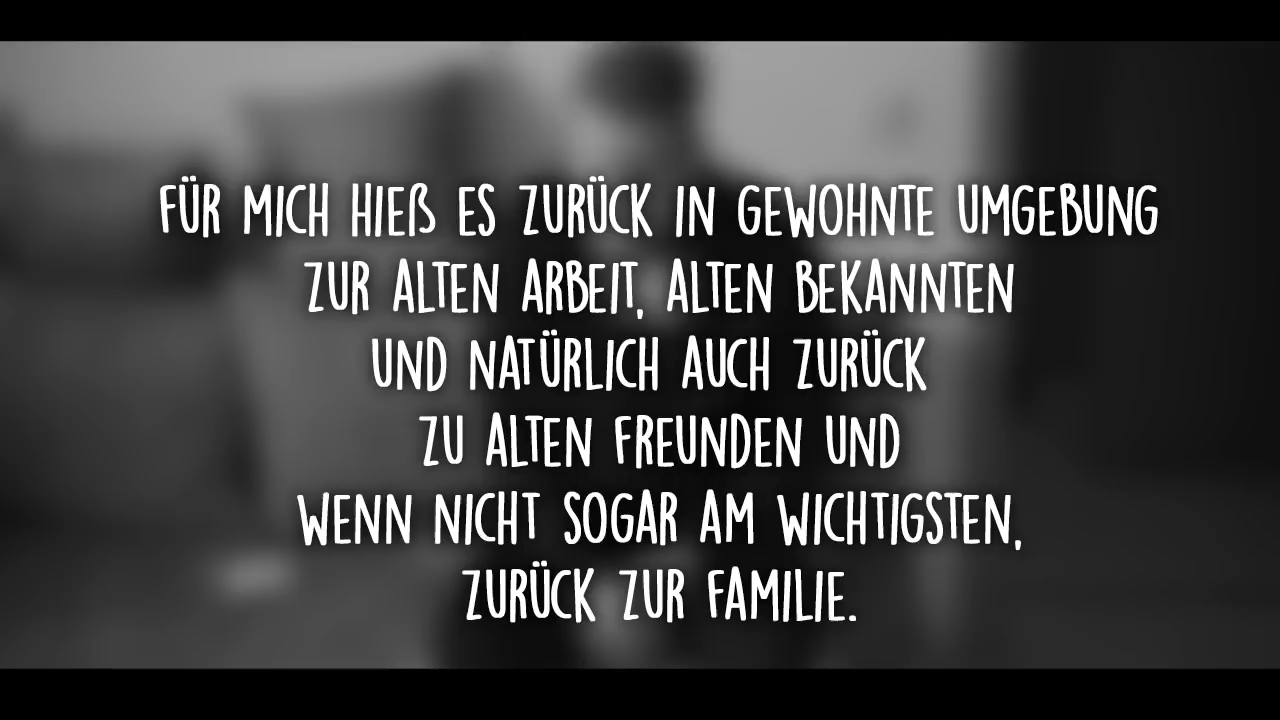 FÜR MICH HIEß ES ZURÜCK IN GEWOHNTE UMGEBUNG
ZUR ALTEN ARBEIT, ALTEN BEKANNTEN
UND NATÜRLICH AUCH ZURÜCK
ZU ALTEN FREUNDEN UND
WENN NICHT SOGAR AM WICHTIGSTEN,
ZURÜCK ZUR FAMILIE.